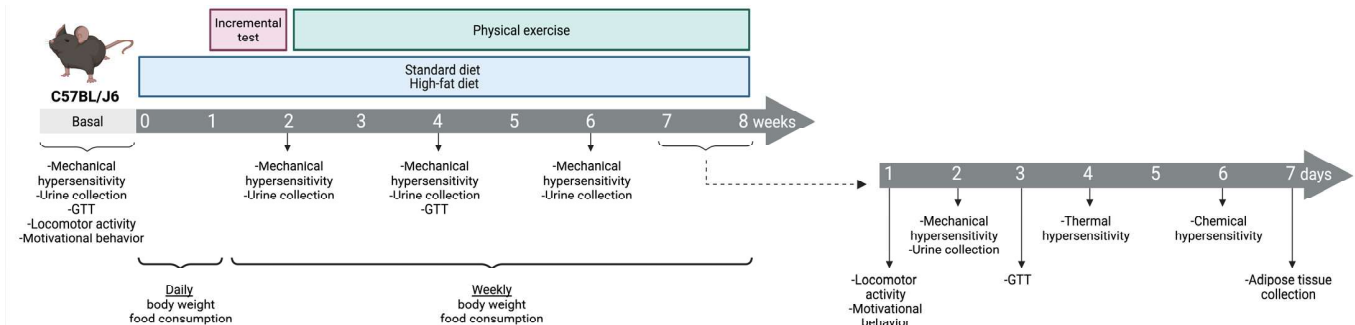 Incremental
test
Physical exercise
Standard diet
High-fat diet
C57BL/J6
Basal
0 1 2 3 4 5 6 7 8 weeks
-Mechanical
hypersensitivity
-Urine collection
-GTT
-Locomotor activity
-Motivational behavior
-Mechanical
hypersensitivity
-Urine collection
-Mechanical
hypersensitivity
-Urine collection
-GTT
-Mechanical
hypersensitivity
-Urine collection
Daily
body weight
food consumption
Weekly
body weight
food consumption
1 2 3 4 5 6 7 days
-Locomotor
activity
-Motivational
behavior
-Mechanical
hypersensitivity
-Urine collection
-GTT
-Thermal
hypersensitivity
-Chemical
hypersensitivity
-Adipose tissue
collection